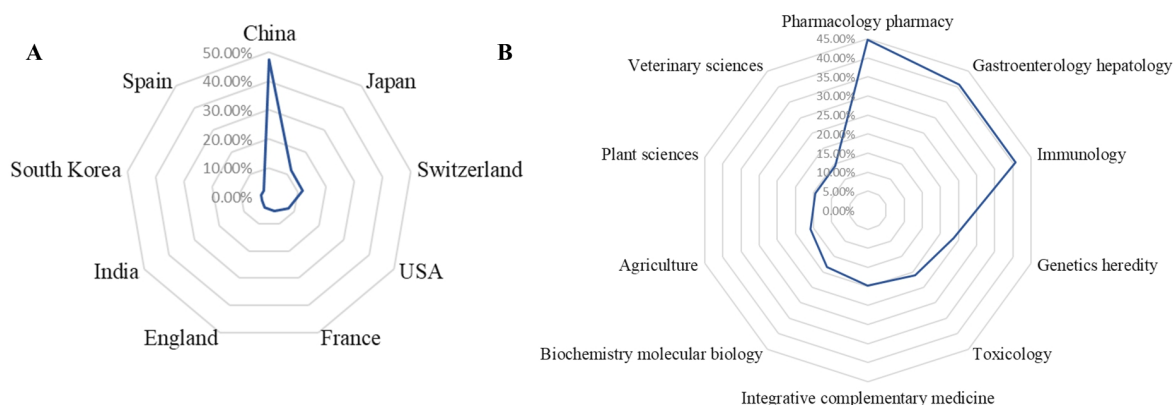 A
China
50.00%
40.00%
30.00%
20.00%
10.00%
0.00%
Japan
Switzerland
USA
France
England
India
South Korea
Spain
B
Pharmacology pharmacy
45.00%
40.00%
35.00%
30.00%
25.00%
20.00%
15.00%
10.00%
5.00%
0.00%
Gastroenterology hepatology
Immunology
Genetics heredity
Toxicology
Integrative complementary medicine
Biochemistry molecular biology
Agriculture
Plant sciences
Veterinary sciences